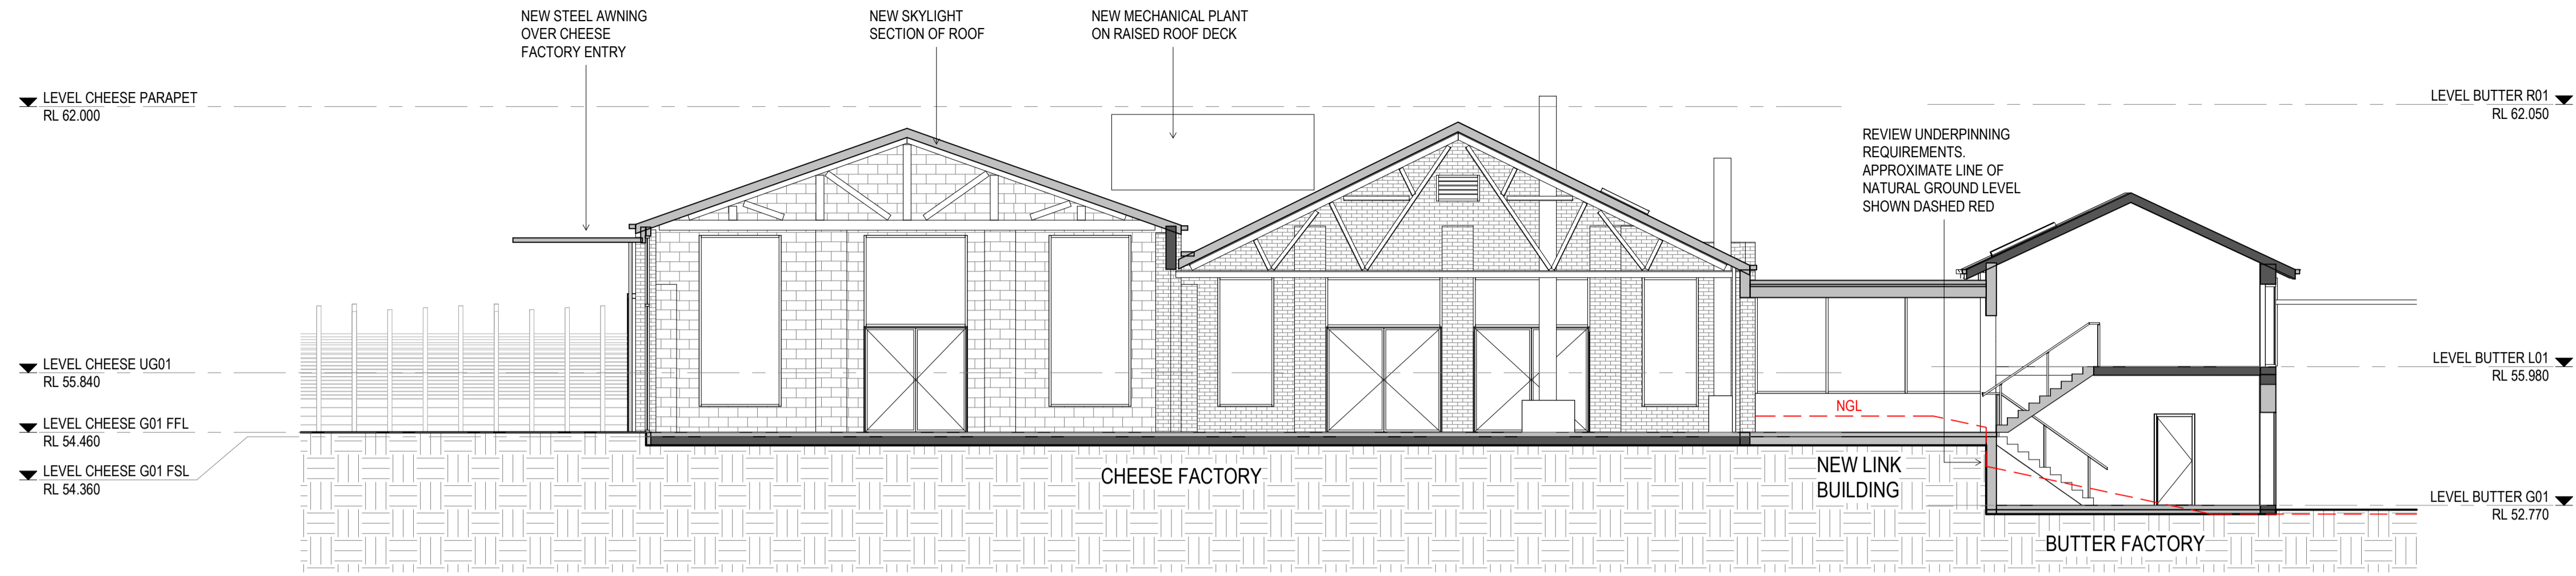 NEW STEEL AWNING
OVER CHEESE
FACTORY ENTRY
NEW SKYLIGHT
SECTION OF ROOF
NEW MECHANICAL PLANT
ON RAISED ROOF DECK
LEVEL CHEESE PARAPET
RL 62.000
LEVEL BUTTER R01
RL 62.050
REVIEW UNDERPINNING
REQUIREMENTS.
APPROXIMATE LINE OF
NATURAL GROUND LEVEL
SHOWN DASHED RED
LEVEL CHEESE UG01
RL 55.840
LEVEL BUTTER L01
RL 55.980
NGL
LEVEL CHEESE G01 FFL
RL 54.460
LEVEL CHEESE G01 FSL
RL 54.360
CHEESE FACTORY
NEW LINK
BUILDING
LEVEL BUTTER G01
RL 52.770
BUTTER FACTORY